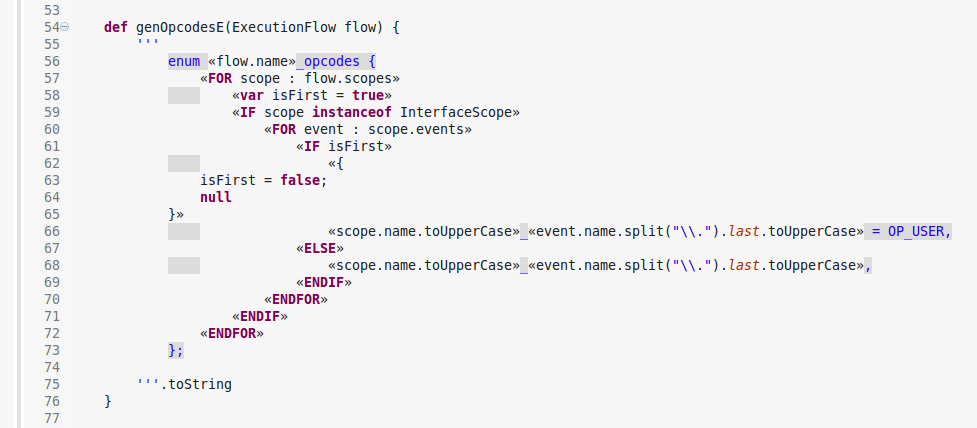 53
54 def genOpcodesE(ExecutionFlow flow) {
55 '''
56 enum «flow.name»_opcodes {
57 «FOR scope : flow.scopes»
58 «var isFirst = true»
59 «IF scope instanceof InterfaceScope»
60 «FOR event : scope.events»
61 «IF isFirst»
62 «{
63 isFirst = false;
64 null
65 }»
66 «scope.name.toUpperCase»_«event.name.split("\\.").last.toUpperCase» = OP_USER,
67 «ELSE»
68 «scope.name.toUpperCase»_«event.name.split("\\.").last.toUpperCase»,
69 «ENDIF»
70 «ENDFOR»
71 «ENDIF»
72 «ENDFOR»
73 };
74
75 '''.toString
76 }
77